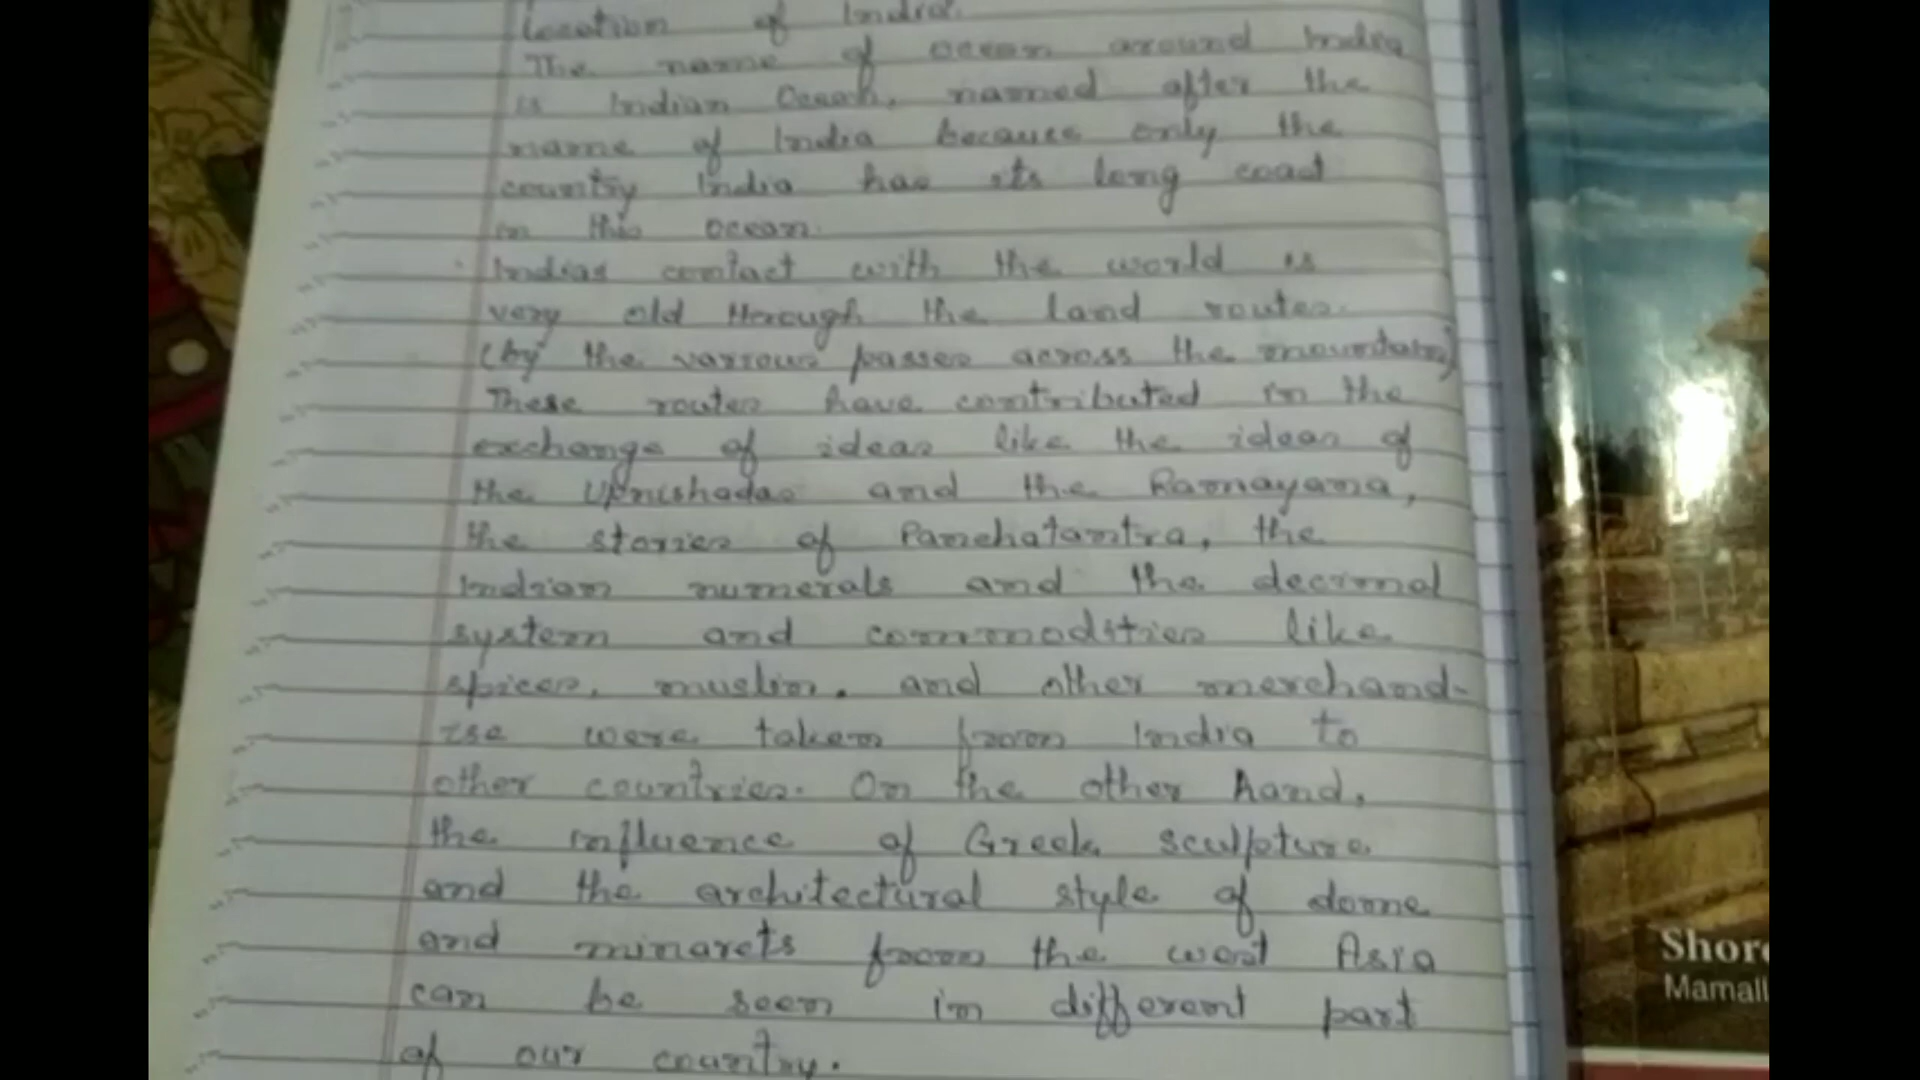 location of India.
The name of ocean around India
is Indian Ocean, named after the
name of India because only the
country India has its long coast
in this ocean.
Indias contact with the world is
very old through the land routes.
(by the various passes across the mountains)
These routes have contributed in the
exchange of ideas like the ideas of
the Upnishadas and the Ramayana,
the stories of Panchatantra, the
Indian numerals and the decimal
system and commodities like
spices, muslin. and other merchand-
ise were taken from India to
other countries. On the other hand,
the influence of Greek sculpture
and the architectural style of dome
and minarets from the west Asia
can be seen in different part
of our country.
Shore
Mamall